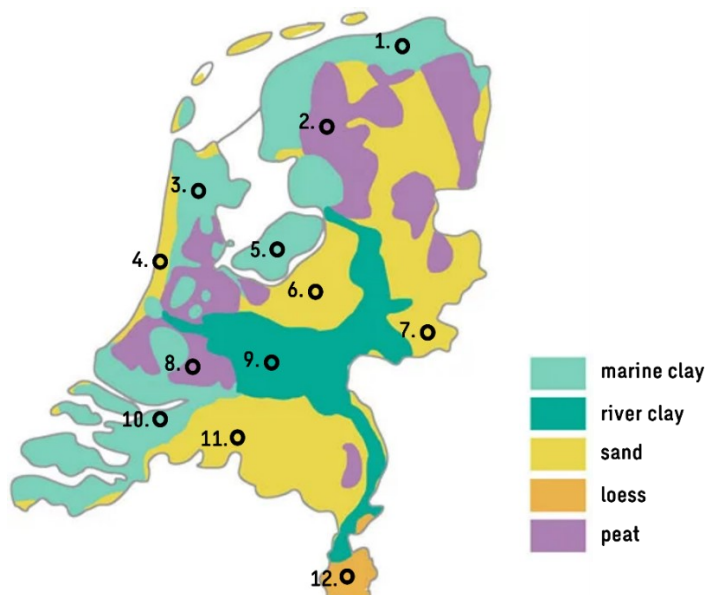 1.
2.
3.
4.
5.
6.
7.
8.
9.
10.
11.
12.
marine clay
river clay
sand
loess
peat